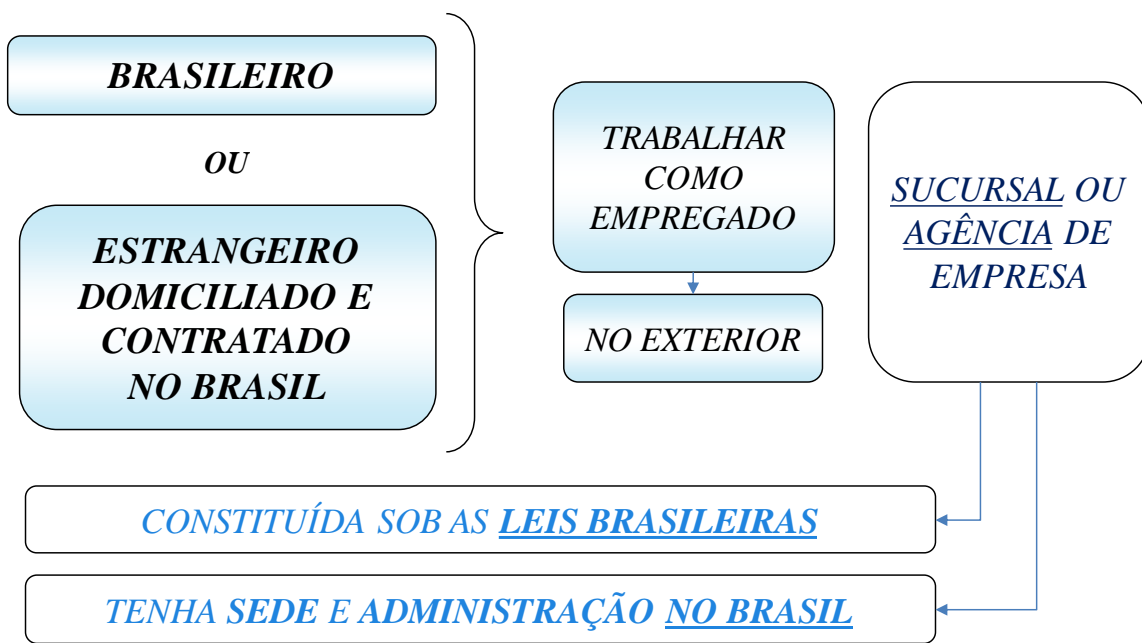 BRASILEIRO
OU
ESTRANGEIRO
DOMICILIADO E
CONTRATADO
NO BRASIL
TRABALHAR
COMO
EMPREGADO
NO EXTERIOR
SUCURSAL OU
AGÊNCIA DE
EMPRESA
CONSTITUÍDA SOB AS LEIS BRASILEIRAS
TENHA SEDE E ADMINISTRAÇÃO NO BRASIL